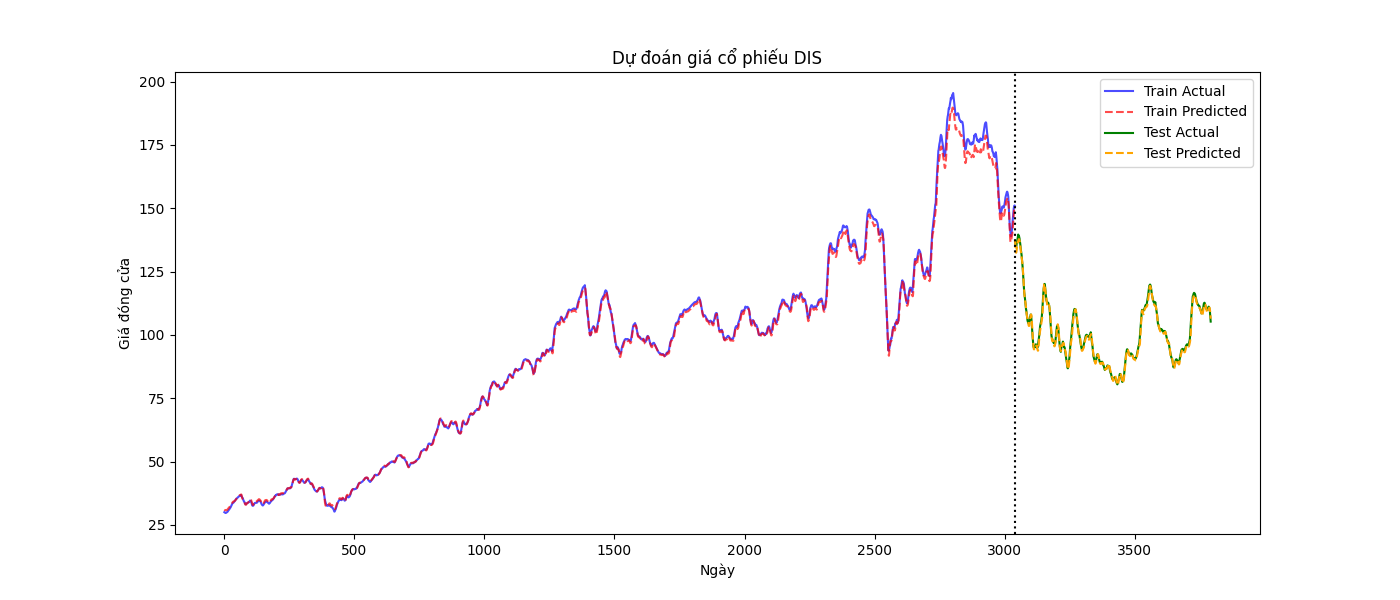 Dự đoán giá cổ phiếu DIS
Train Actual
Train Predicted
Test Actual
Test Predicted
Giá đóng cửa
200
175
150
125
100
75
50
25
0
500
1000
1500
2000
2500
3000
3500
Ngày